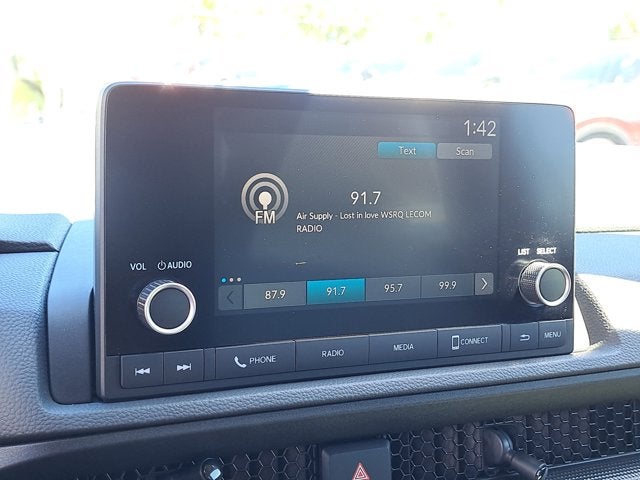 1:42
Text Scan
91.7
FM
Air Supply - Lost in love WSRQ LECOM
RADIO
VOL AUDIO
LIST SELECT
87.9 91.7 95.7 99.9
PHONE RADIO MEDIA CONNECT MENU